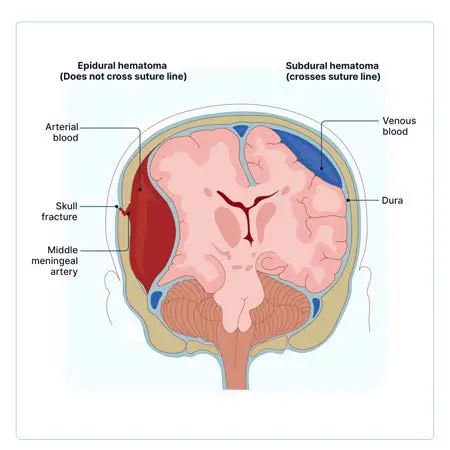 Epidural hematoma
(Does not cross suture line)
Subdural hematoma
(crosses suture line)
Arterial
blood
Venous
blood
Skull
fracture
Dura
Middle
meningeal
artery